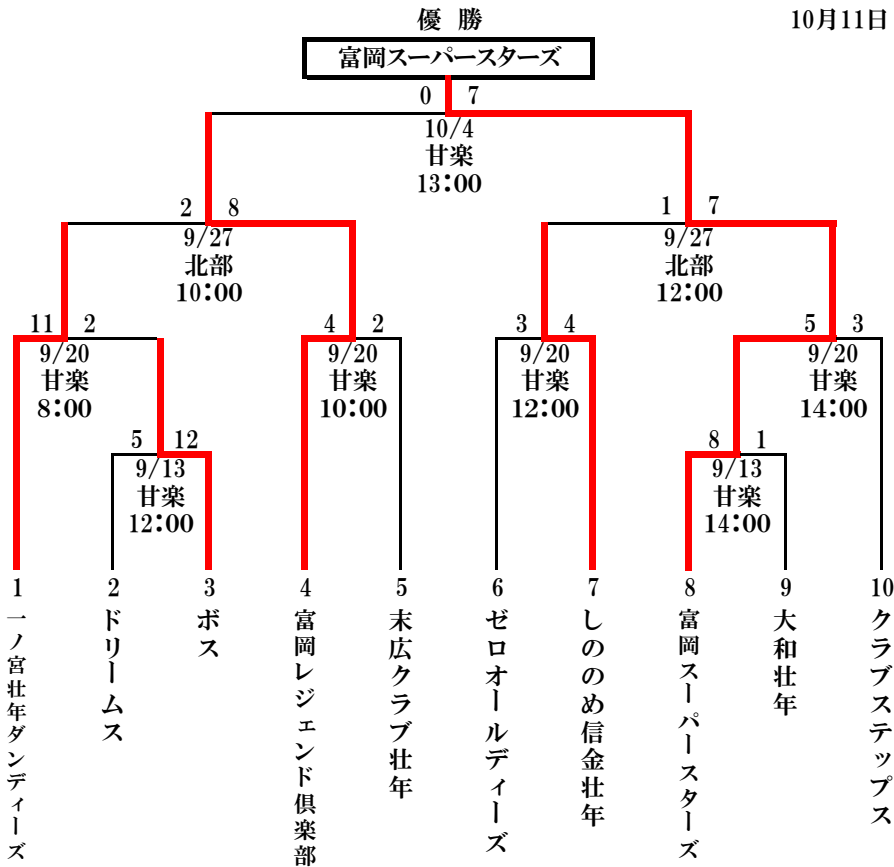 優 勝
10月11日
富岡スーパースターズ
0 7
10/4
甘楽
13:00
2 8
9/27
北部
10:00
1 7
9/27
北部
12:00
11 2
9/20
甘楽
8:00
4 2
9/20
甘楽
10:00
3 4
9/20
甘楽
12:00
5 3
9/20
甘楽
14:00
5 12
9/13
甘楽
12:00
8 1
9/13
甘楽
14:00
1
一ノ宮壮年ダンディーズ
2
ドリームス
3
ボス
4
富岡レジェンド倶楽部
5
末広クラブ壮年
6
ゼロオールディーズ
7
しののめ信金壮年
8
富岡スーパースターズ
9
大和壮年
10
クラブステップス